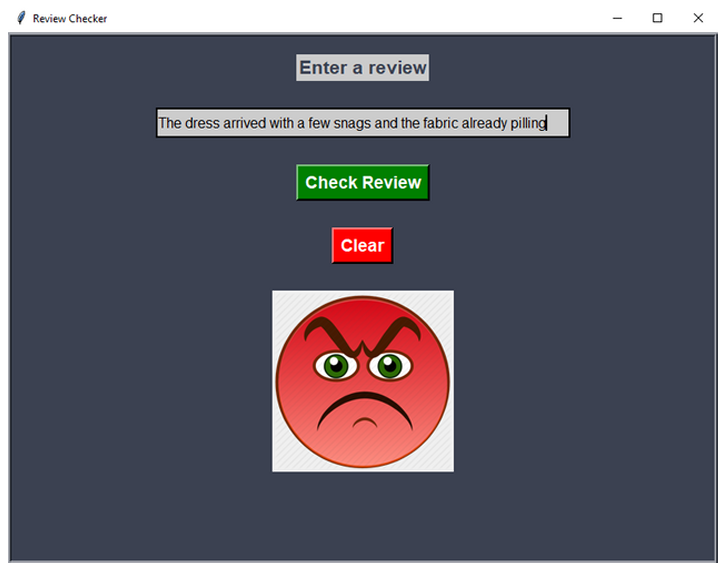 Review Checker
Enter a review
The dress arrived with a few snags and the fabric already pilling
Check Review
Clear